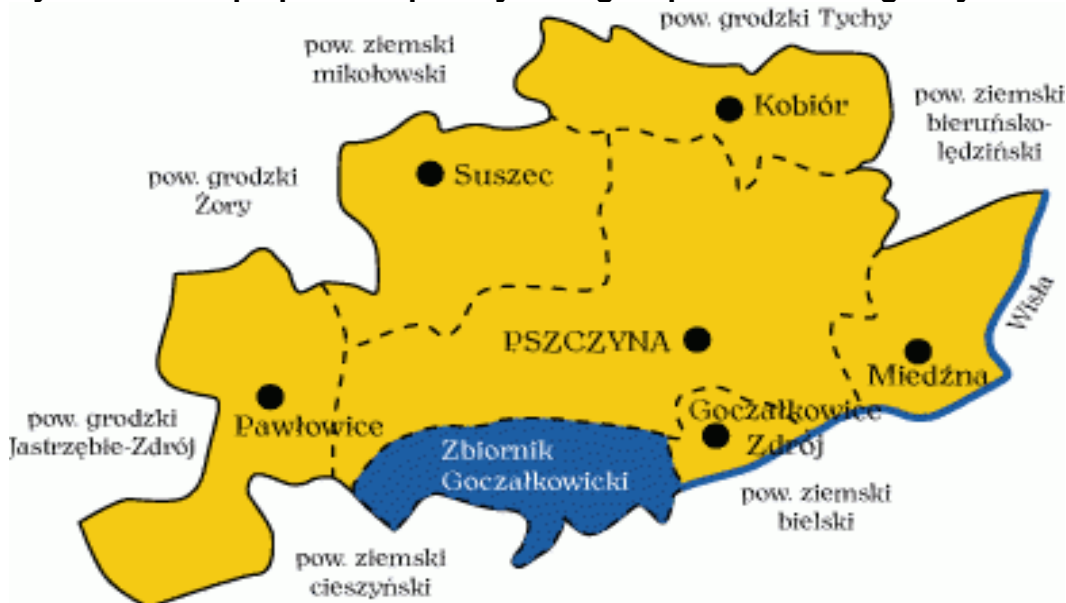 pow. grodzki Tychy
pow. ziemski
mikołowski
Kobiór
pow. ziemski
bieruńsko-
lędziński
Suszec
pow. grodzki
Żory
Wisła
PSZCZYNA
Miedźna
Pawłowice
Goczałkowice
Zdrój
pow. grodzki
Jastrzębie-Zdrój
Zbiornik
Goczałkowicki
pow. ziemski
bielski
pow. ziemski
cieszyński